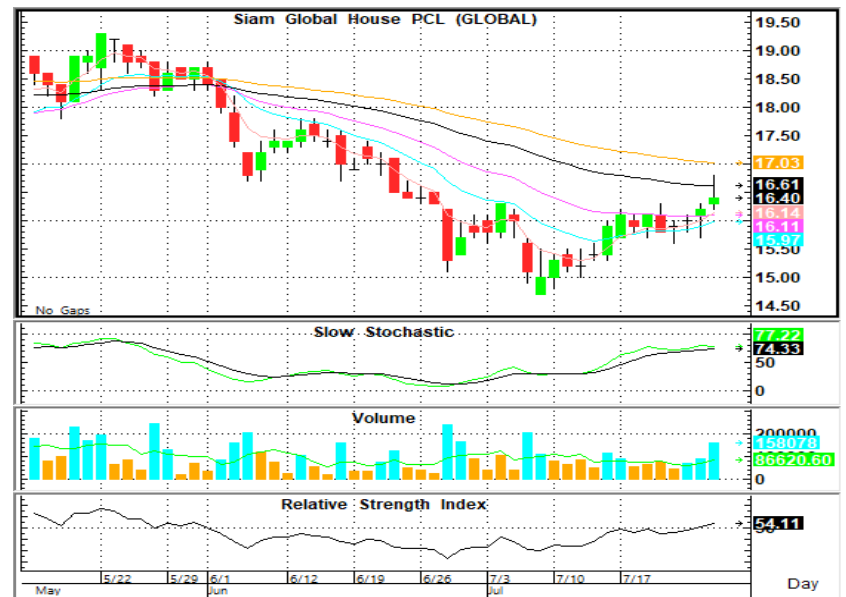 Siam Global House PCL (GLOBAL)
19.50
19.00
18.50
18.00
17.50
17.03
16.61
16.40
16.14
16.11
15.97
15.50
15.00
14.50
No Gaps
Slow Stochastic
77.22
74.33
50
0
Volume
200000
158078
86620.60
0
Relative Strength Index
54.11
5/22 5/29 6/1 6/12 6/19 6/26 7/3 7/10 7/17
May Jun Jul
Day